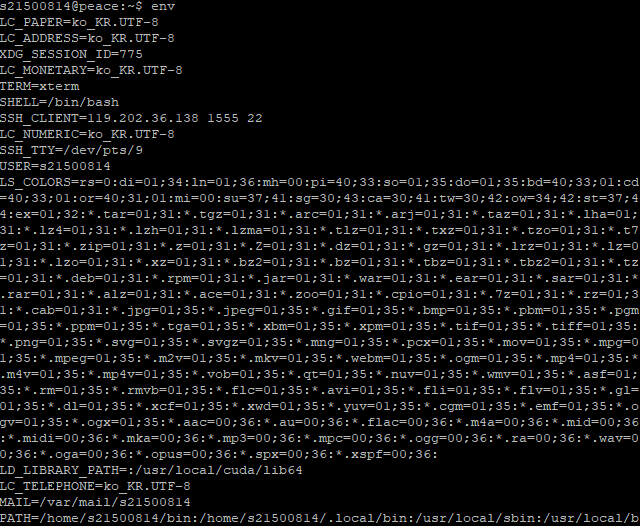 s21500814@peace:~$ env
LC_PAPER=ko_KR.UTF-8
LC_ADDRESS=ko_KR.UTF-8
XDG_SESSION_ID=775
LC_MONETARY=ko_KR.UTF-8
TERM=xterm
SHELL=/bin/bash
SSH_CLIENT=119.202.36.138 1555 22
LC_NUMERIC=ko_KR.UTF-8
SSH_TTY=/dev/pts/9
USER=s21500814
LS_COLORS=rs=0:di=01;34:ln=01;36:mh=00:pi=40;33:so=01;35:do=01;35:bd=40;33;01:cd
=40;33;01:or=40;31;01:mi=00:su=37;41:sg=30;43:ca=30;41:tw=30;42:ow=34;42:st=37;4
4:ex=01;32:*.tar=01;31:*.tgz=01;31:*.arc=01;31:*.arj=01;31:*.taz=01;31:*.lha=01;
31:*.lz4=01;31:*.lzh=01;31:*.lzma=01;31:*.tlz=01;31:*.txz=01;31:*.tzo=01;31:*.t7
z=01;31:*.zip=01;31:*.z=01;31:*.Z=01;31:*.dz=01;31:*.gz=01;31:*.lrz=01;31:*.lz=0
1;31:*.lzo=01;31:*.xz=01;31:*.bz2=01;31:*.bz=01;31:*.tbz=01;31:*.tbz2=01;31:*.tz
=01;31:*.deb=01;31:*.rpm=01;31:*.jar=01;31:*.war=01;31:*.ear=01;31:*.sar=01;31:*
.rar=01;31:*.alz=01;31:*.ace=01;31:*.zoo=01;31:*.cpio=01;31:*.7z=01;31:*.rz=01;3
1:*.cab=01;31:*.jpg=01;35:*.jpeg=01;35:*.gif=01;35:*.bmp=01;35:*.pbm=01;35:*.pgm
=01;35:*.ppm=01;35:*.tga=01;35:*.xbm=01;35:*.xpm=01;35:*.tif=01;35:*.tiff=01;35:
*.png=01;35:*.svg=01;35:*.svgz=01;35:*.mng=01;35:*.pcx=01;35:*.mov=01;35:*.mpg=0
1;35:*.mpeg=01;35:*.m2v=01;35:*.mkv=01;35:*.webm=01;35:*.ogm=01;35:*.mp4=01;35:*
.m4v=01;35:*.mp4v=01;35:*.vob=01;35:*.qt=01;35:*.nuv=01;35:*.wmv=01;35:*.asf=01;
35:*.rm=01;35:*.rmvb=01;35:*.flc=01;35:*.avi=01;35:*.fli=01;35:*.flv=01;35:*.gl=
01;35:*.dl=01;35:*.xcf=01;35:*.xwd=01;35:*.yuv=01;35:*.cgm=01;35:*.emf=01;35:*.o
gv=01;35:*.ogx=01;35:*.aac=00;36:*.au=00;36:*.flac=00;36:*.m4a=00;36:*.mid=00;36
:*.midi=00;36:*.mka=00;36:*.mp3=00;36:*.mpc=00;36:*.ogg=00;36:*.ra=00;36:*.wav=0
0;36:*.oga=00;36:*.opus=00;36:*.spx=00;36:*.xspf=00;36:
LD_LIBRARY_PATH=:/usr/local/cuda/lib64
LC_TELEPHONE=ko_KR.UTF-8
MAIL=/var/mail/s21500814
PATH=/home/s21500814/bin:/home/s21500814/.local/bin:/usr/local/sbin:/usr/local/b